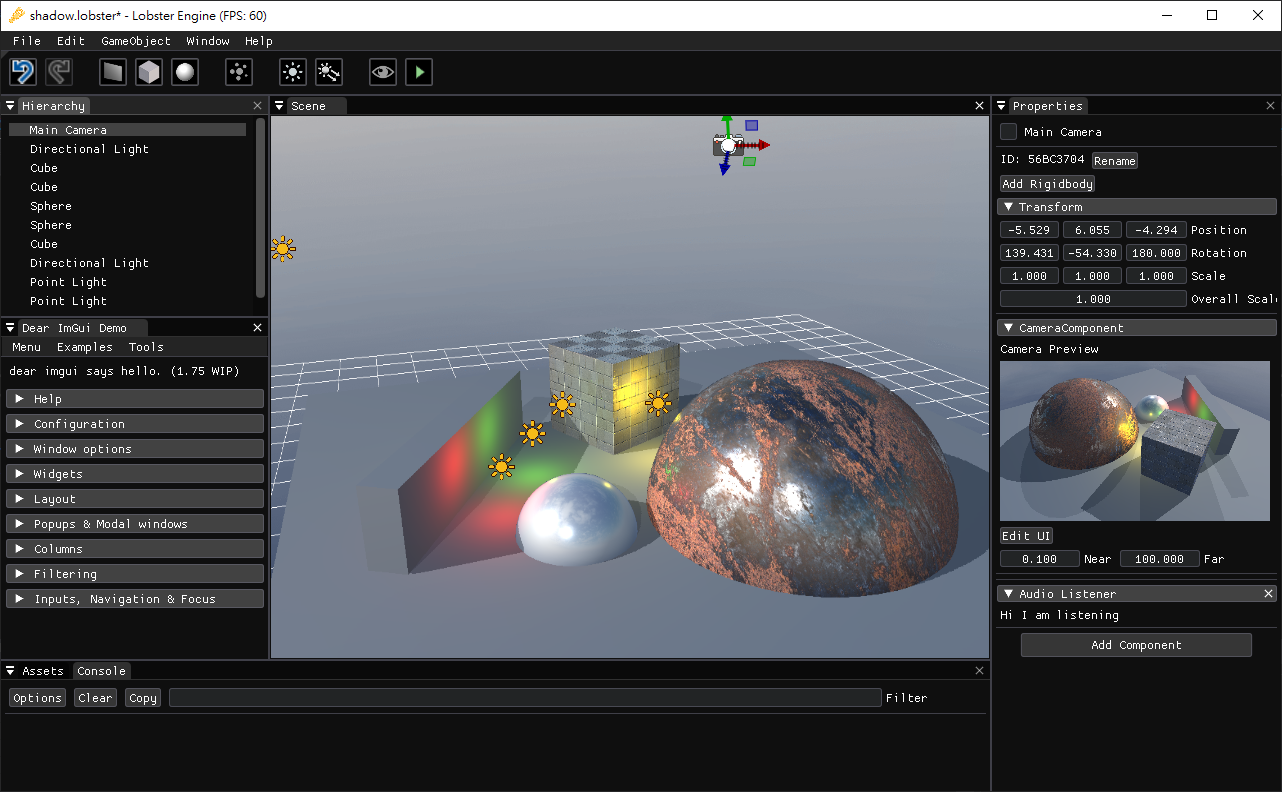 shadow.lobster* - Lobster Engine (FPS: 60)
File Edit GameObject Window Help
Hierarchy
Main Camera
Directional Light
Cube
Cube
Sphere
Sphere
Cube
Directional Light
Point Light
Point Light
Dear ImGui Demo
Menu Examples Tools
dear imgui says hello. (1.75 WIP)
Help
Configuration
Window options
Widgets
Layout
Popups & Modal windows
Columns
Filtering
Inputs, Navigation & Focus
Scene
Assets Console
Options Clear Copy Filter
Properties
Main Camera
ID: 56BC3704 Rename
Add Rigidbody
Transform
-5.529 6.055 -4.294 Position
139.431 -54.330 180.000 Rotation
1.000 1.000 1.000 Scale
1.000 Overall Scal
CameraComponent
Camera Preview
Edit UI
0.100 Near 100.000 Far
Audio Listener
Hi I am listening
Add Component